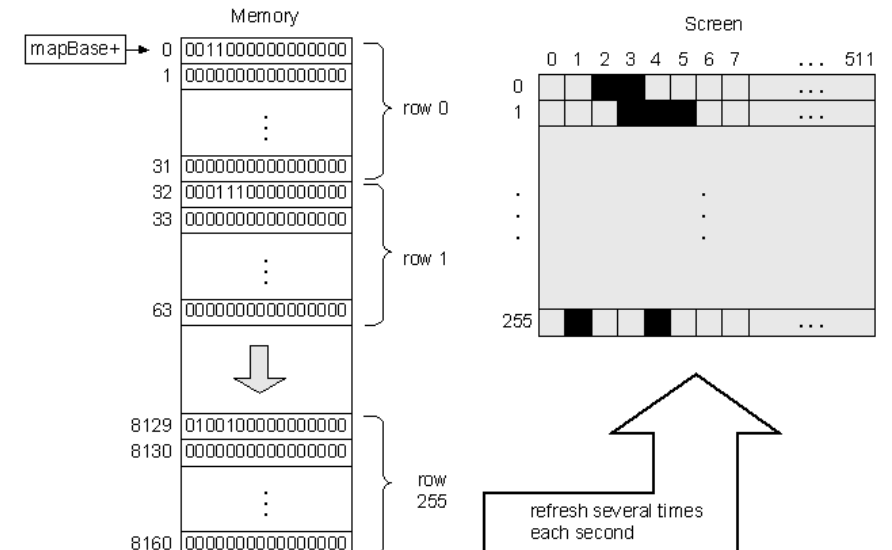 Memory
mapBase+
0 0011000000000000
1 0000000000000000
row 0
31 0000000000000000
32 0001110000000000
33 0000000000000000
row 1
63 0000000000000000
8129 0100100000000000
8130 0000000000000000
row
255
8160 0000000000000000
Screen
0 1 2 3 4 5 6 7 ... 511
0 ...
1 ...
255 ...
refresh several times
each second